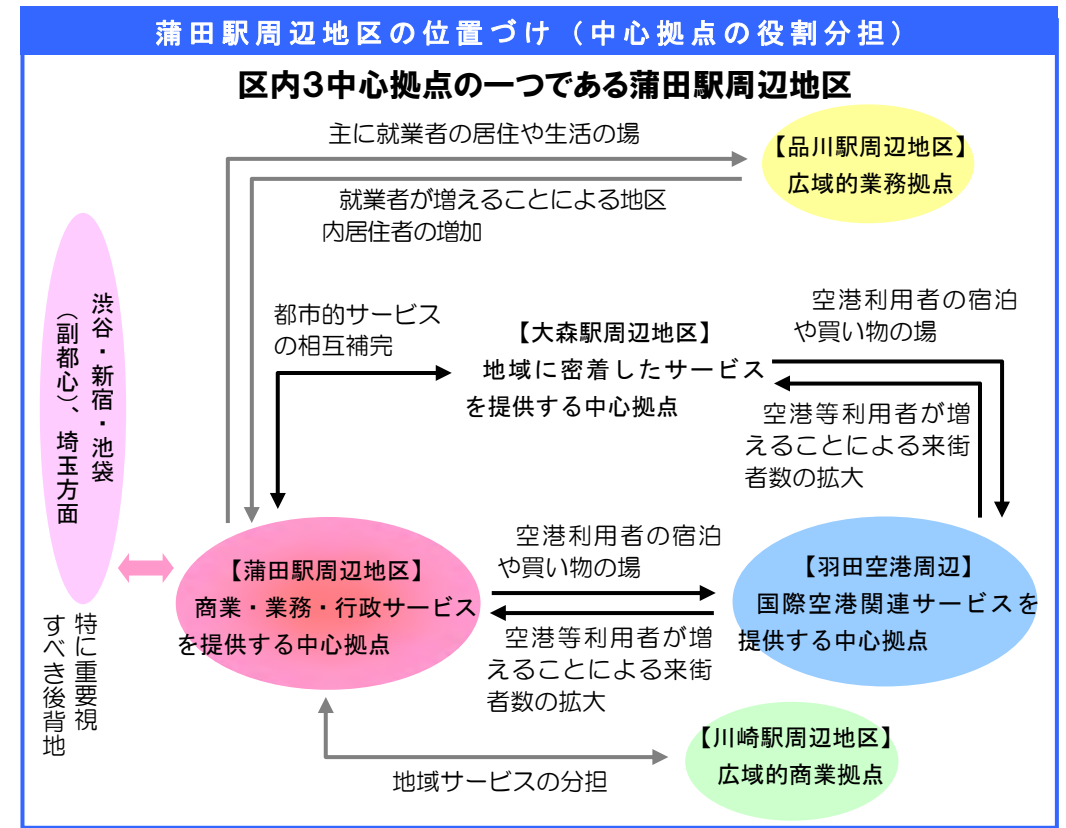 蒲田駅周辺地区の位置づけ（中心拠点の役割分担）
区内3中心拠点の一つである蒲田駅周辺地区
主に就業者の居住や生活の場
【品川駅周辺地区】
広域的業務拠点
就業者が増えることによる地区
内居住者の増加
渋谷・新宿・池袋
（副都心）、埼玉方面
都市的サービス
の相互補完
【大森駅周辺地区】
地域に密着したサービス
を提供する中心拠点
空港利用者の宿泊
や買い物の場
空港等利用者が増
えることによる来街
者数の拡大
【蒲田駅周辺地区】
商業・業務・行政サービス
を提供する中心拠点
空港利用者の宿泊
や買い物の場
空港等利用者が増
えることによる来街
者数の拡大
【羽田空港周辺】
国際空港関連サービスを
提供する中心拠点
特に重要視
すべき後背地
【川崎駅周辺地区】
広域的商業拠点
地域サービスの分担